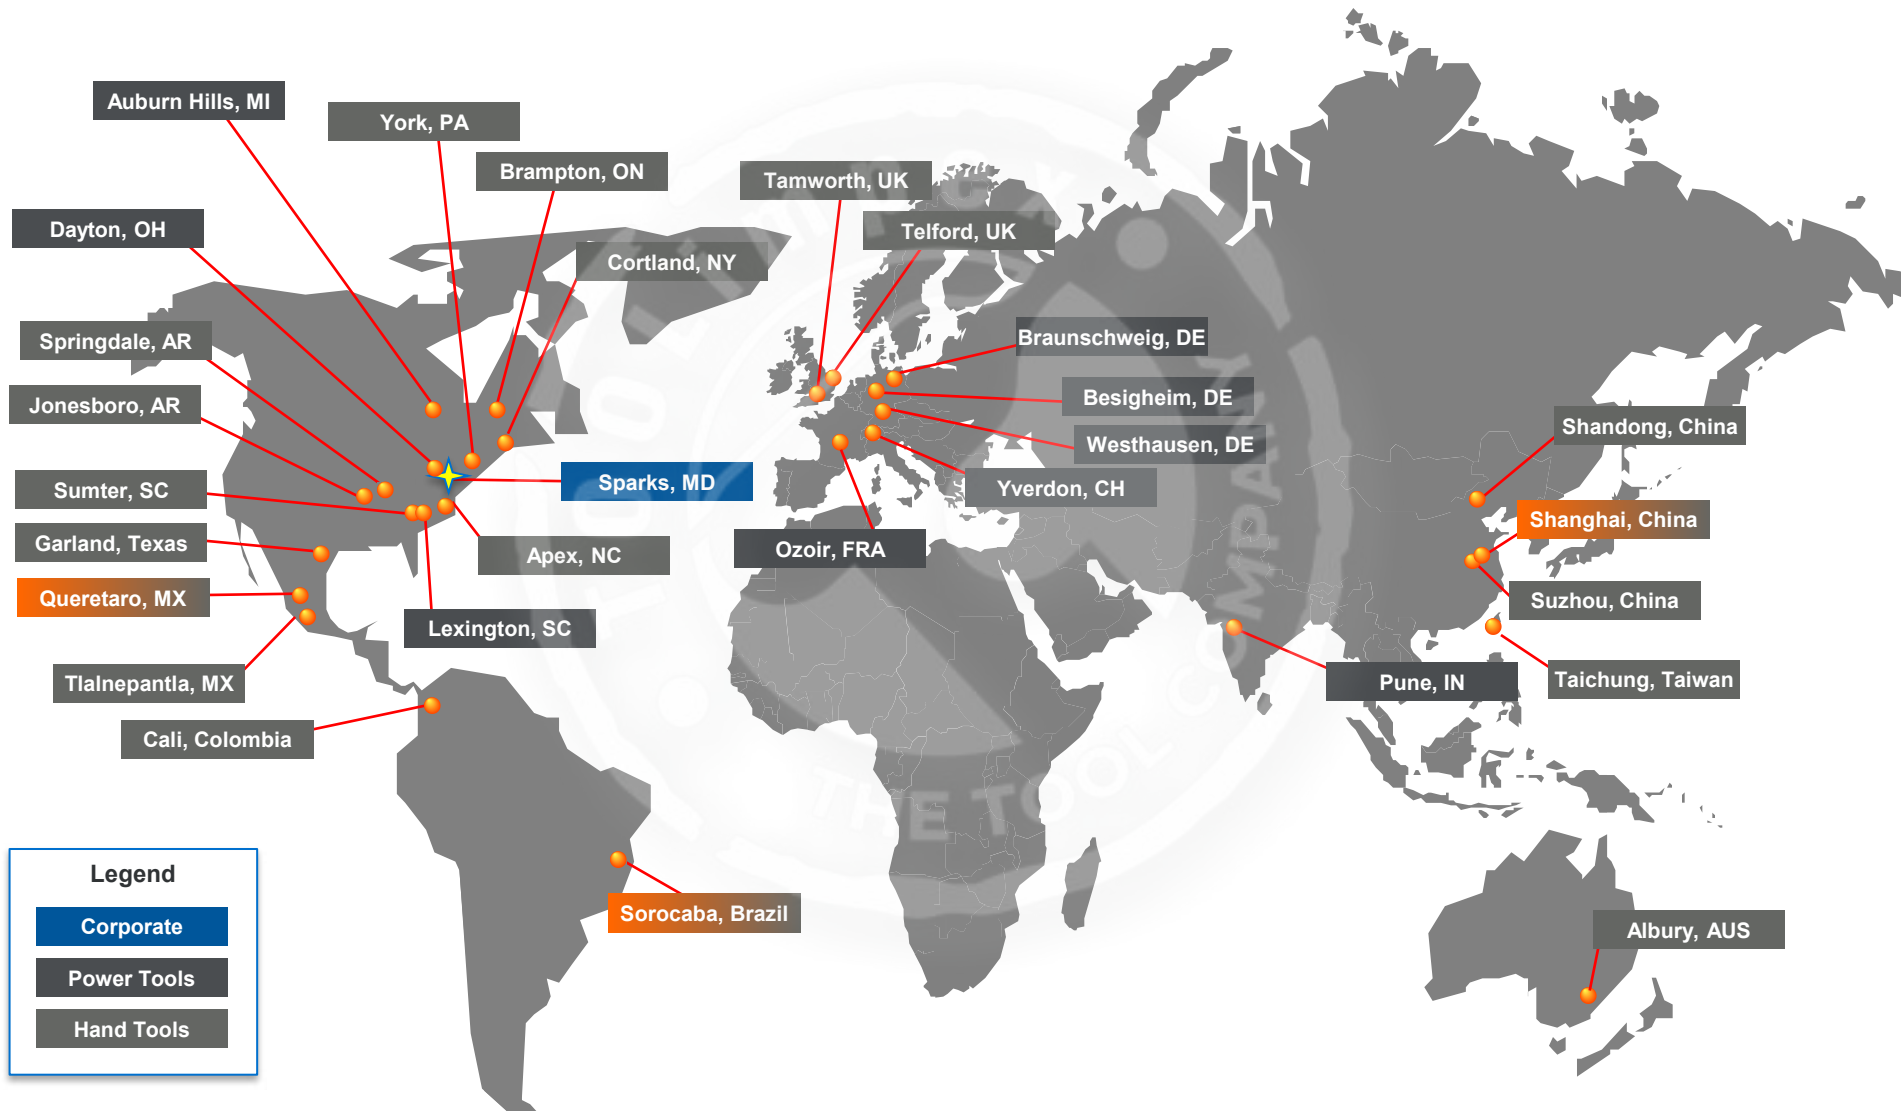 Auburn Hills, MI
York, PA
Brampton, ON
Tamworth, UK
Dayton, OH
Telford, UK
Cortland, NY
Springdale, AR
Braunschweig, DE
Jonesboro, AR
Besigheim, DE
Shandong, China
Westhausen, DE
Sumter, SC
Sparks, MD
Yverdon, CH
Shanghai, China
Garland, Texas
Apex, NC
Ozoir, FRA
Queretaro, MX
Suzhou, China
Lexington, SC
Tlalnepantla, MX
Pune, IN
Taichung, Taiwan
Cali, Colombia
Sorocaba, Brazil
Albury, AUS
Legend
Corporate
Power Tools
Hand Tools
THE TOOL COMPANY